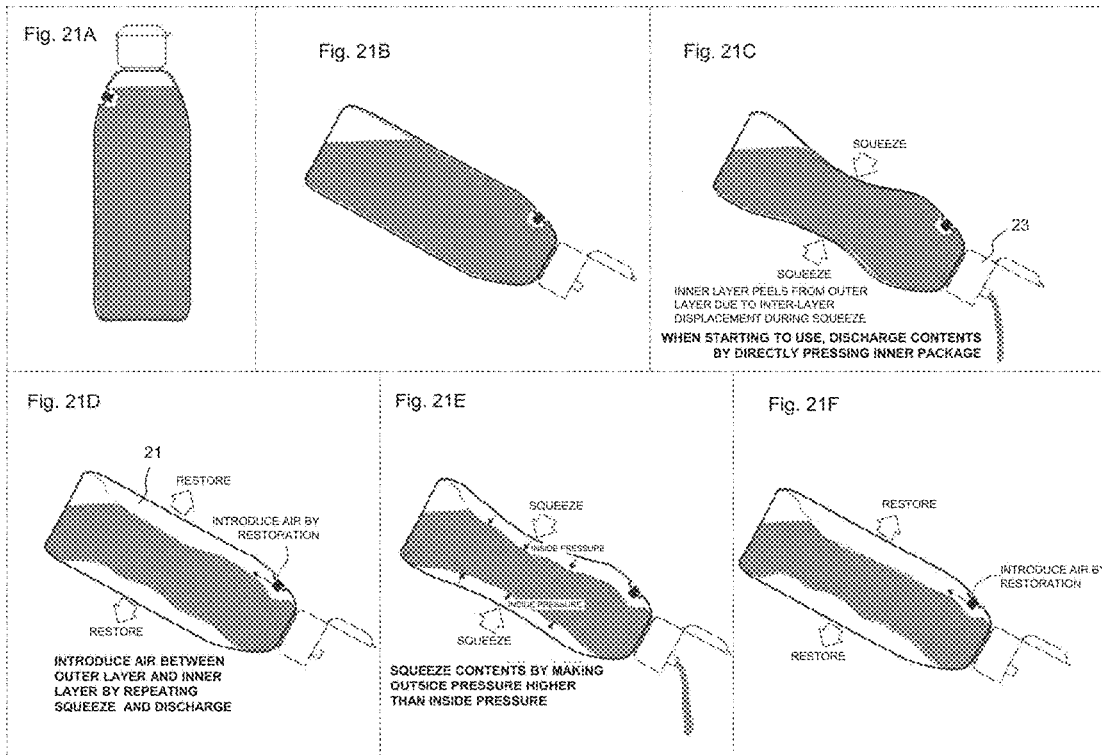 Fig. 21A
Fig. 21B
Fig. 21C
SQUEEZE
23
SQUEEZE
INNER LAYER PEELS FROM OUTER
LAYER DUE TO INTER-LAYER
DISPLACEMENT DURING SQUEEZE
WHEN STARTING TO USE, DISCHARGE CONTENTS
BY DIRECTLY PRESSING INNER PACKAGE
Fig. 21D
21
RESTORE
INTRODUCE AIR BY
RESTORATION
RESTORE
INTRODUCE AIR BETWEEN
OUTER LAYER AND INNER
LAYER BY REPEATING
SQUEEZE AND DISCHARGE
Fig. 21E
SQUEEZE
INSIDE PRESSURE
INSIDE PRESSURE
SQUEEZE
SQUEEZE CONTENTS BY MAKING
OUTSIDE PRESSURE HIGHER
THAN INSIDE PRESSURE
Fig. 21F
RESTORE
INTRODUCE AIR BY
RESTORATION
RESTORE